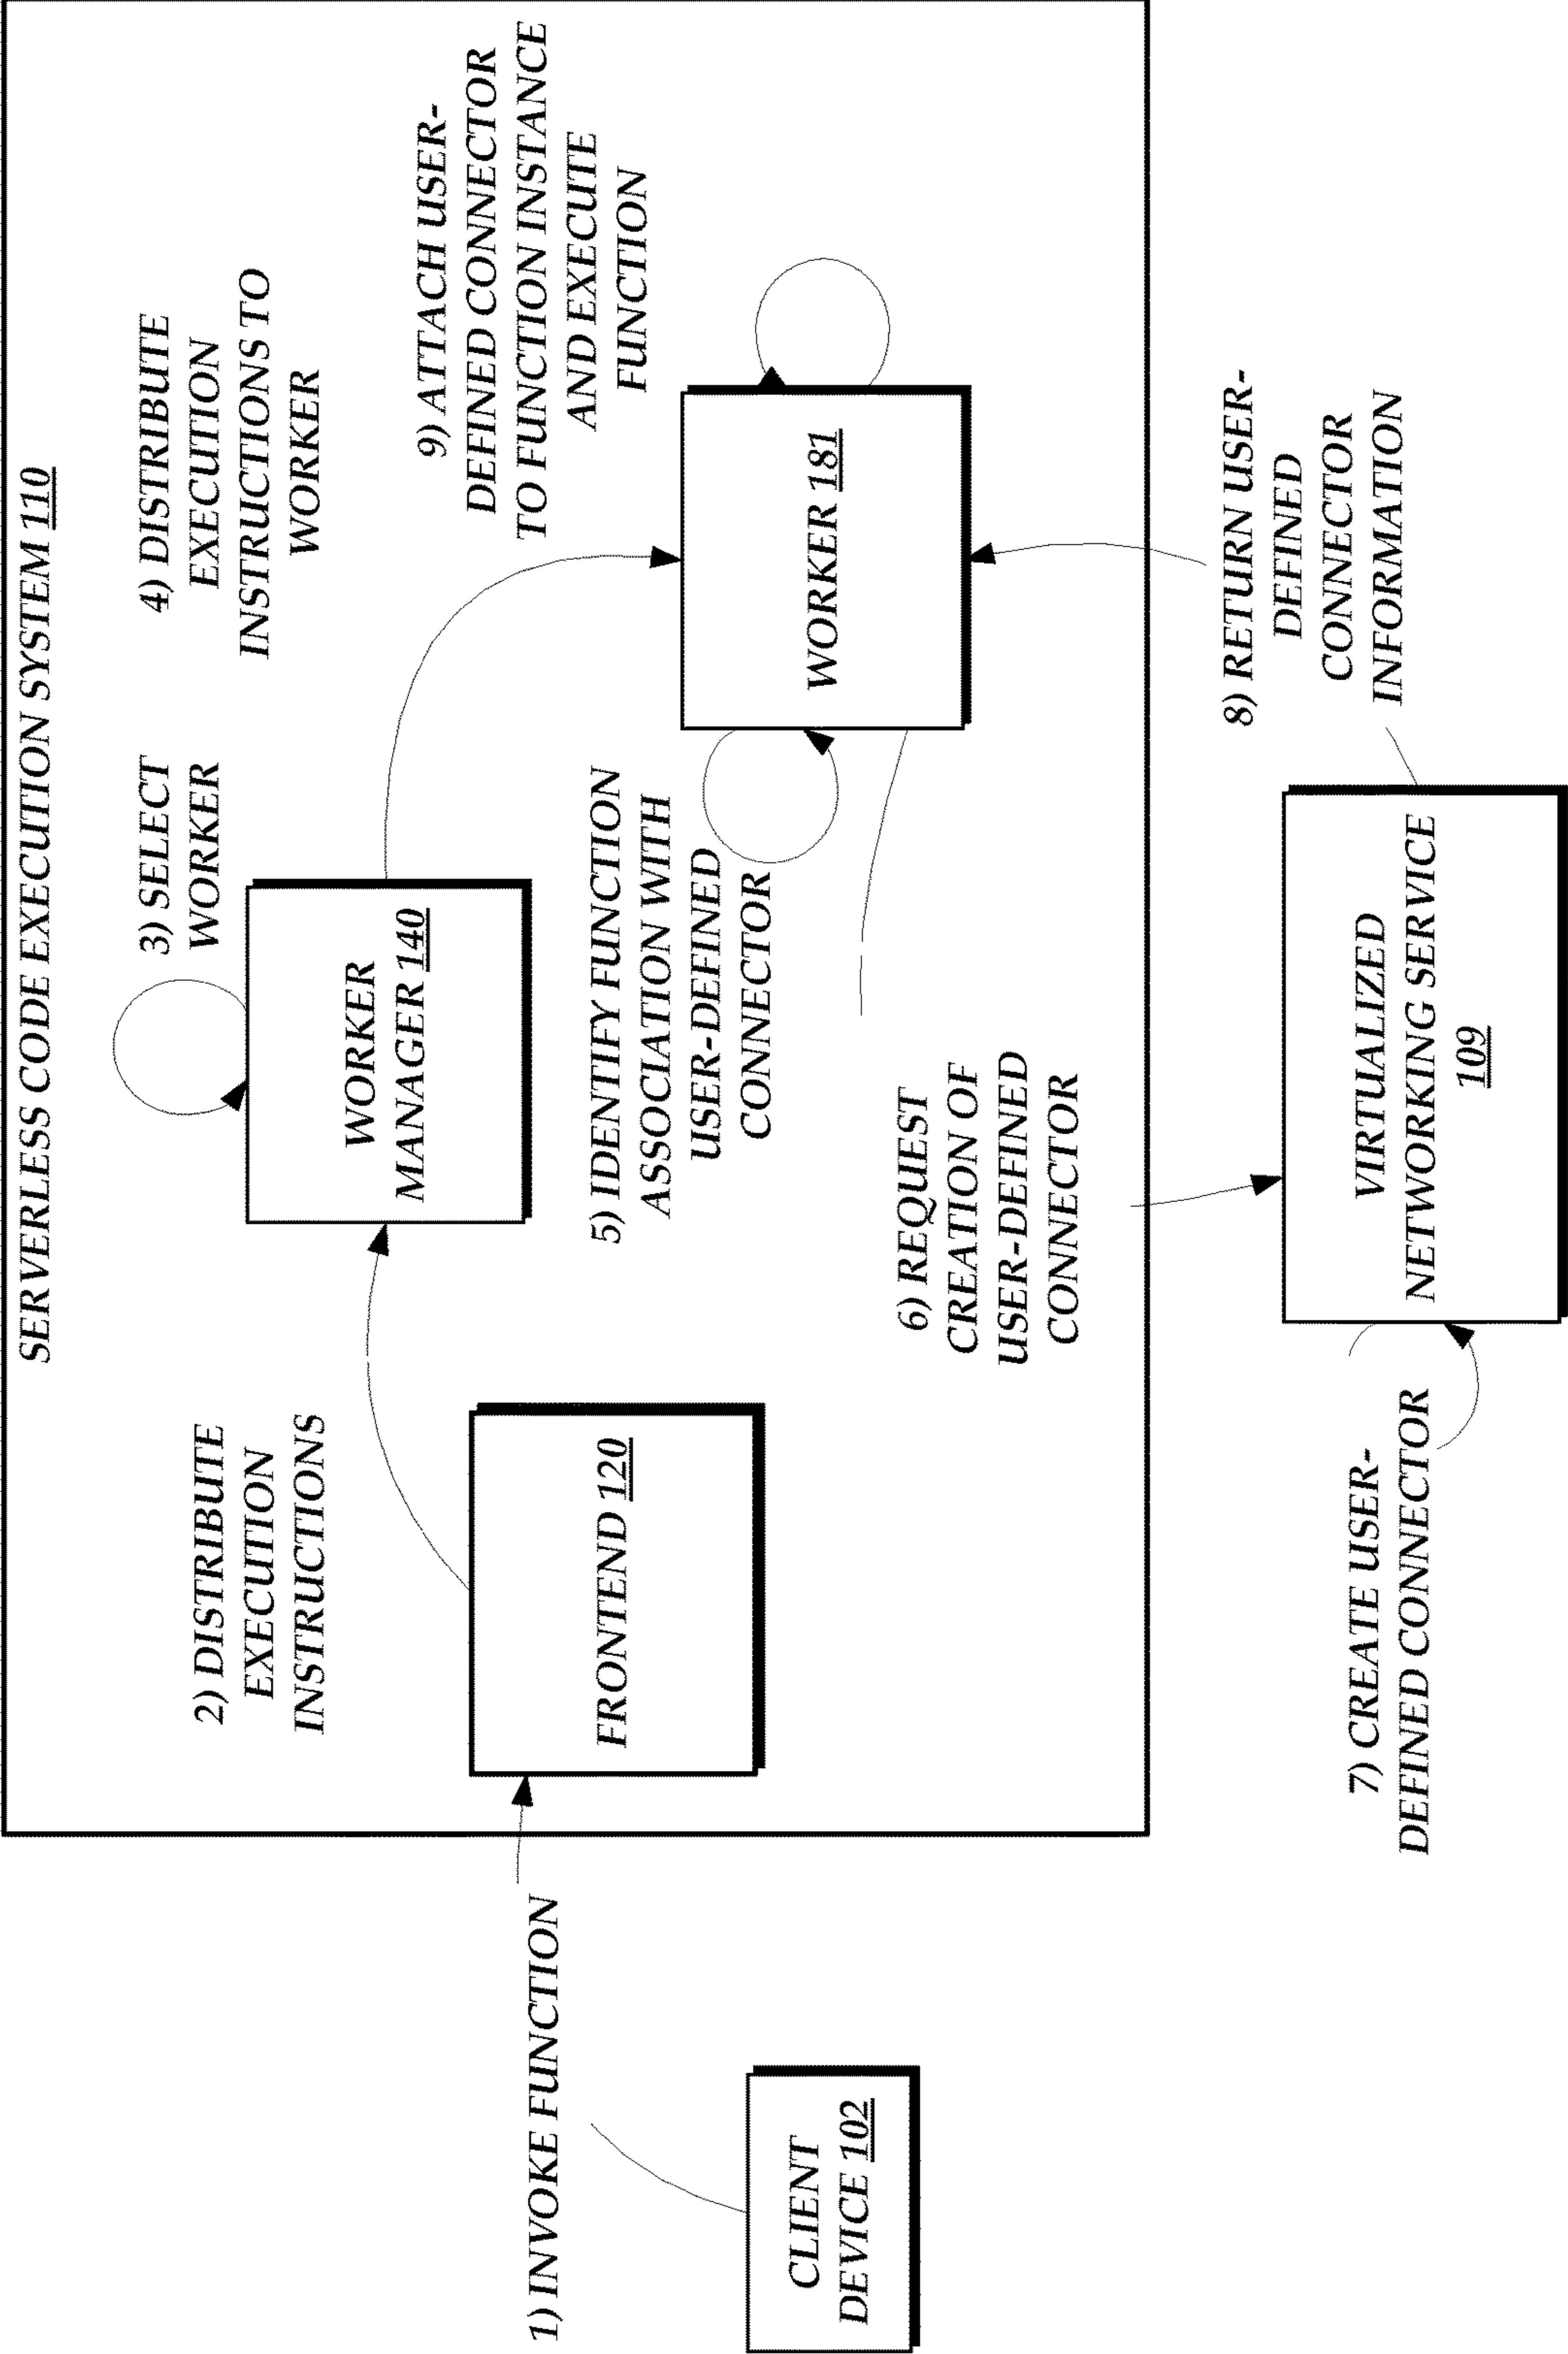 SERVERLESS CODE EXECUTION SYSTEM 110
1) INVOKE FUNCTION
CLIENT
DEVICE 102
2) DISTRIBUTE
EXECUTION
INSTRUCTIONS
FRONTEND 120
3) SELECT
WORKER
WORKER
MANAGER 140
4) DISTRIBUTE
EXECUTION
INSTRUCTIONS TO
WORKER
5) IDENTIFY FUNCTION
ASSOCIATION WITH
USER-DEFINED
CONNECTOR
WORKER 181
6) REQUEST
CREATION OF
USER-DEFINED
CONNECTOR
7) CREATE USER-
DEFINED CONNECTOR
VIRTUALIZED
NETWORKING SERVICE
109
8) RETURN USER-
DEFINED
CONNECTOR
INFORMATION
9) ATTACH USER-
DEFINED CONNECTOR
TO FUNCTION INSTANCE
AND EXECUTE
FUNCTION